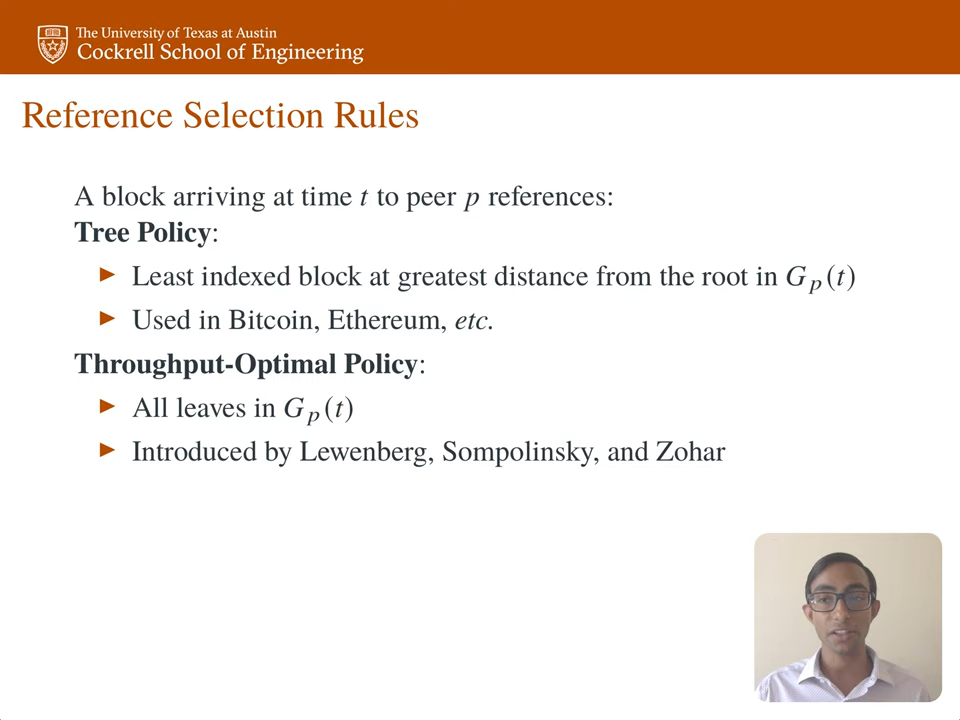 The University of Texas at Austin
Cockrell School of Engineering
Reference Selection Rules
A block arriving at time t to peer p references:
Tree Policy:
Least indexed block at greatest distance from the root in Gₚ(t)
Used in Bitcoin, Ethereum, etc.
Throughput-Optimal Policy:
All leaves in Gₚ(t)
Introduced by Lewenberg, Sompolinsky, and Zohar